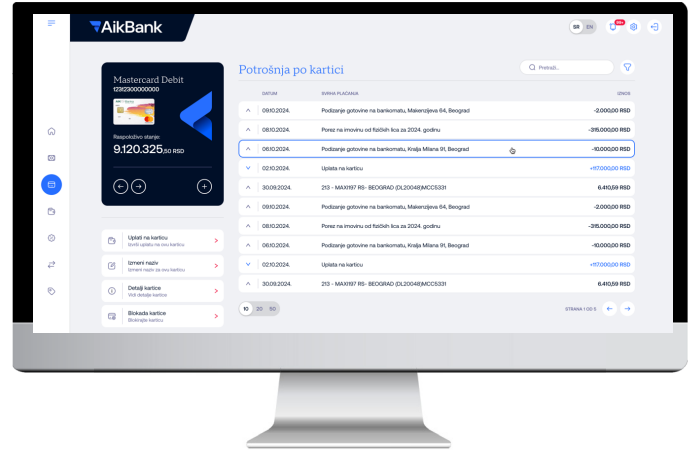 AikBank
SR EN
99+
Mastercard Debit
Raspoloživo stanje:
9.120.325,50 RSD
Uplati na karticu
Izvrši uplatu na ovu karticu
Izmeni naziv
Izmeni naziv za ovu karticu
Detalji kartice
Vidi detalje kartice
Blokada kartice
Blokirajte karticu
Potrošnja po kartici
Pretraži...
DATUM SVRHA PLAĆANJA IZNOS
09.10.2024. Podizanje gotovine na bankomatu, Makenzijeva 64, Beograd -2.000,00 RSD
08.10.2024. Porez na imovinu od fizičkih lica za 2024. godinu -315.000,00 RSD
06.10.2024. Podizanje gotovine na bankomatu, Kralja Milana 91, Beograd -10.000,00 RSD
02.10.2024. Uplata na karticu +117.000,00 RSD
30.09.2024. 213 - MAXI197 RS- BEOGRAD (DL20048)MCC5331 6.410,59 RSD
09.10.2024. Podizanje gotovine na bankomatu, Makenzijeva 64, Beograd -2.000,00 RSD
08.10.2024. Porez na imovinu od fizičkih lica za 2024. godinu -315.000,00 RSD
06.10.2024. Podizanje gotovine na bankomatu, Kralja Milana 91, Beograd -10.000,00 RSD
02.10.2024. Uplata na karticu +117.000,00 RSD
30.09.2024. 213 - MAXI197 RS- BEOGRAD (DL20048)MCC5331 6.410,59 RSD
10 20 50
STRANA 1 OD 5